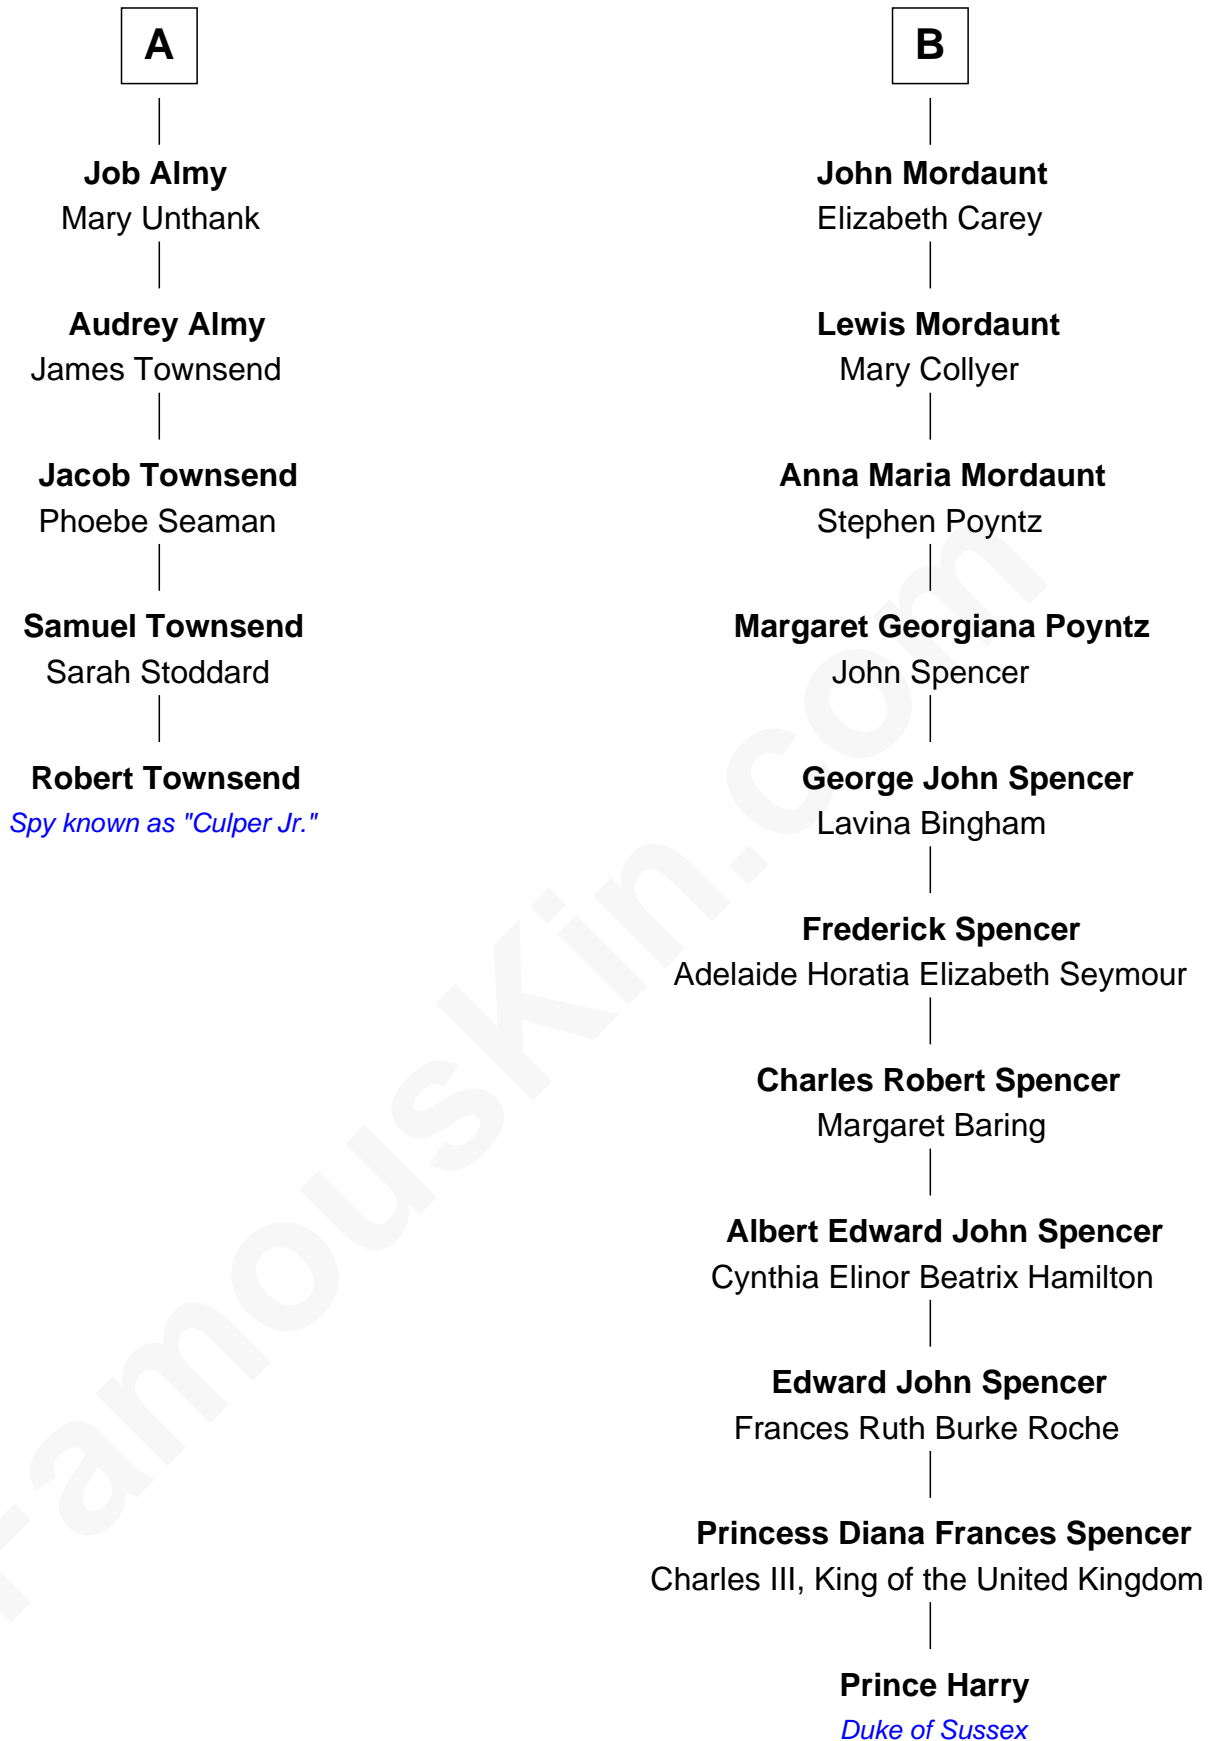 A
Job Almy
Mary Unthank
Audrey Almy
James Townsend
Jacob Townsend
Phoebe Seaman
Samuel Townsend
Sarah Stoddard
Robert Townsend
Spy known as "Culper Jr."
B
John Mordaunt
Elizabeth Carey
Lewis Mordaunt
Mary Collyer
Anna Maria Mordaunt
Stephen Poyntz
Margaret Georgiana Poyntz
John Spencer
George John Spencer
Lavina Bingham
Frederick Spencer
Adelaide Horatia Elizabeth Seymour
Charles Robert Spencer
Margaret Baring
Albert Edward John Spencer
Cynthia Elinor Beatrix Hamilton
Edward John Spencer
Frances Ruth Burke Roche
Princess Diana Frances Spencer
Charles III, King of the United Kingdom
Prince Harry
Duke of Sussex
FamousKin.com